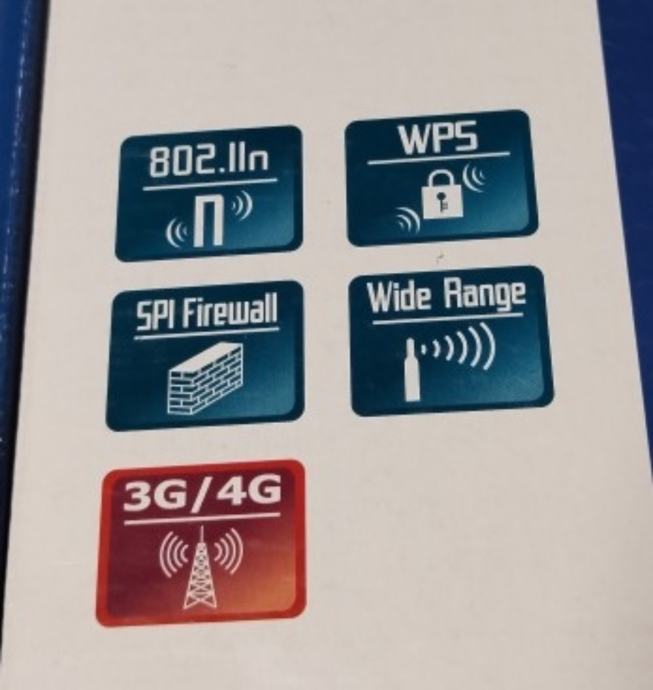 802.11n
WPS
SPI Firewall
Wide Range
3G/4G